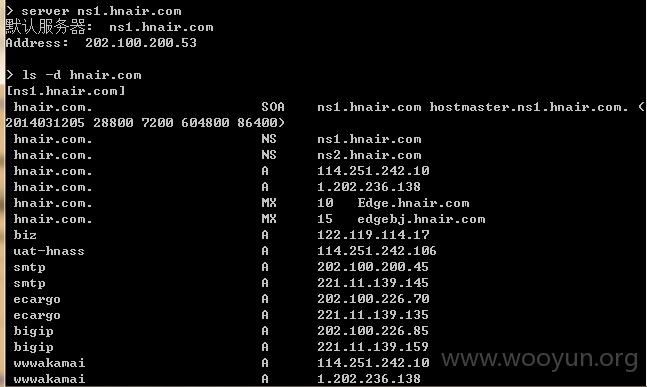 > server ns1.hnair.com
默认服务器:  ns1.hnair.com
Address:  202.100.200.53
> ls -d hnair.com
[ns1.hnair.com]
hnair.com. SOA ns1.hnair.com hostmaster.ns1.hnair.com. (
2014031205 28800 7200 604800 86400)
hnair.com. NS ns1.hnair.com
hnair.com. NS ns2.hnair.com
hnair.com. A 114.251.242.10
hnair.com. A 1.202.236.138
hnair.com. MX 10 Edge.hnair.com
hnair.com. MX 15 edgebj.hnair.com
biz A 122.119.114.17
uat-hnass A 114.251.242.106
smtp A 202.100.200.45
smtp A 221.11.139.145
ecargo A 202.100.226.70
ecargo A 221.11.139.135
bigip A 202.100.226.85
bigip A 221.11.139.159
wwwakamai A 114.251.242.10
wwwakamai A 1.202.236.138
www.wooyun.org